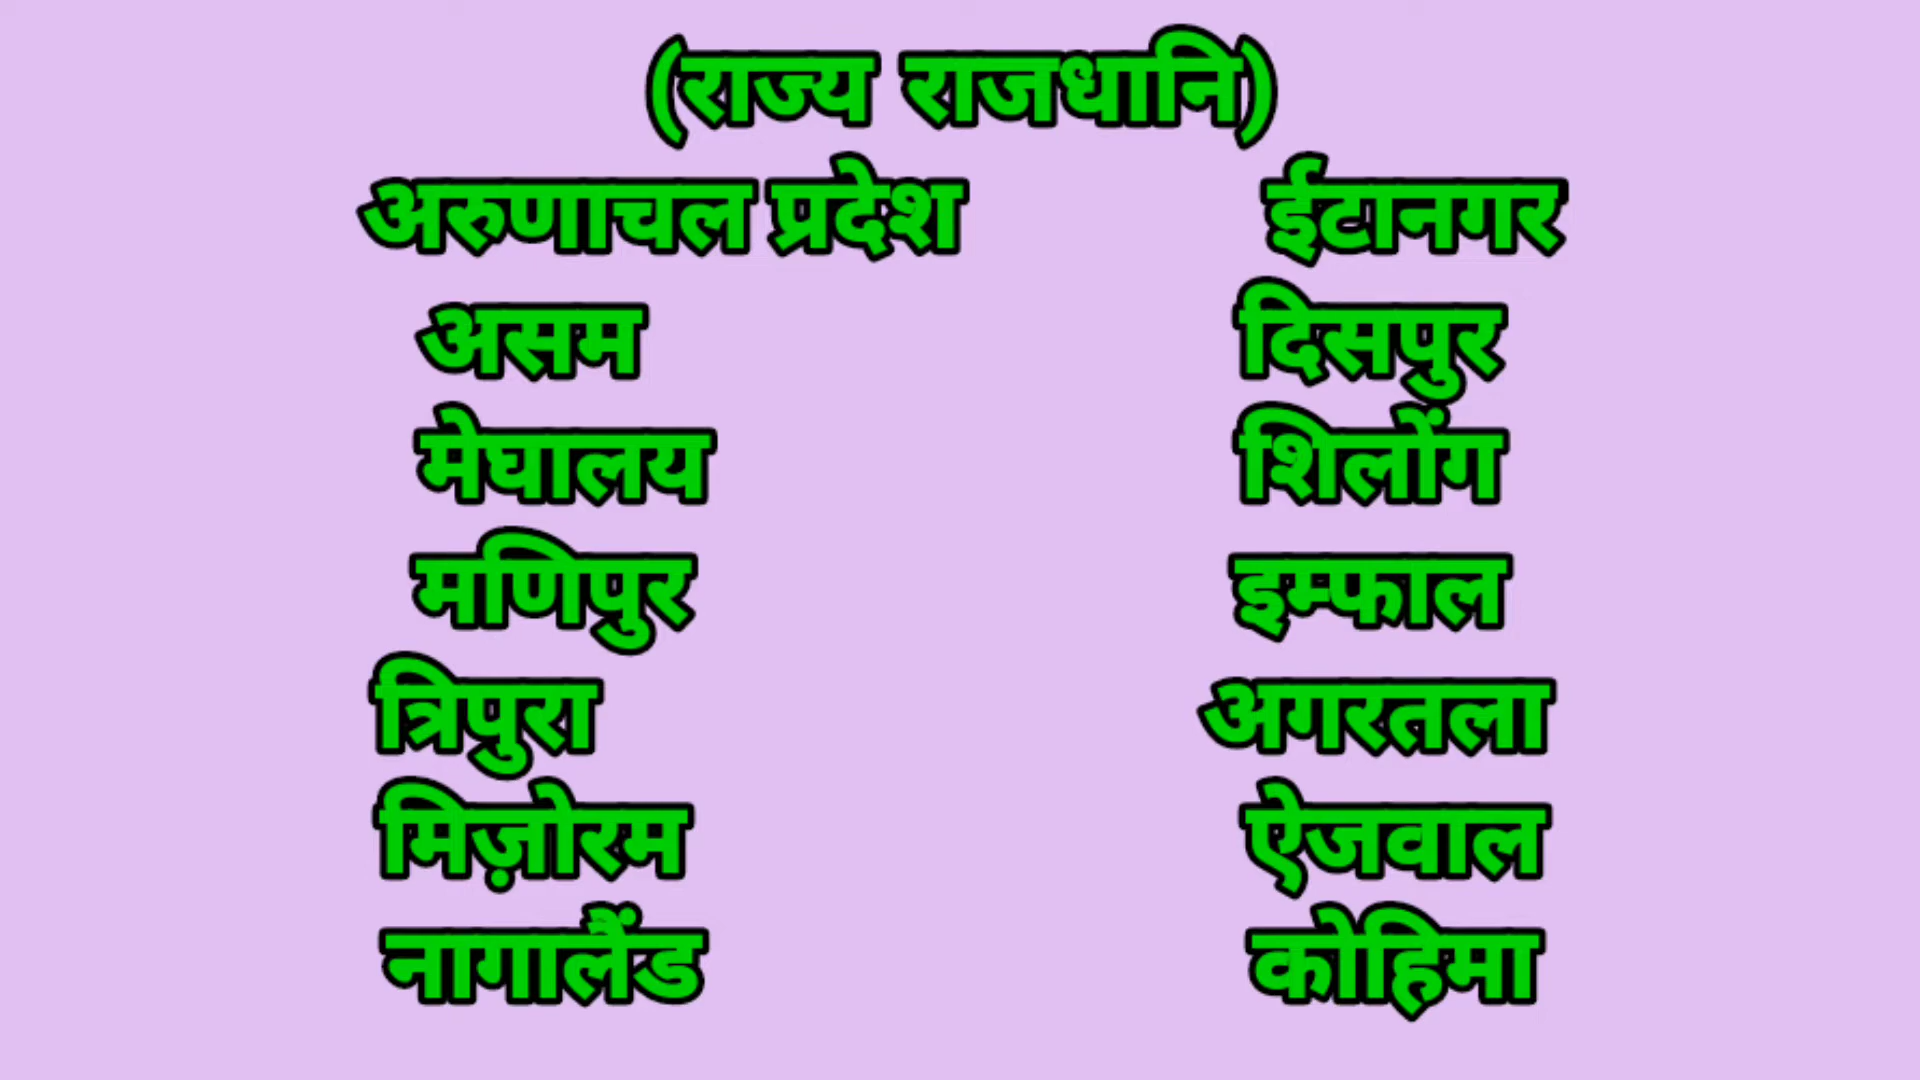 (राज्य राजधानि)
अरुणाचल प्रदेश ईटानगर
असम दिसपुर
मेघालय शिलोंग
मणिपुर इम्फाल
त्रिपुरा अगरतला
मिज़ोरम ऐजवाल
नागालैंड कोहिमा